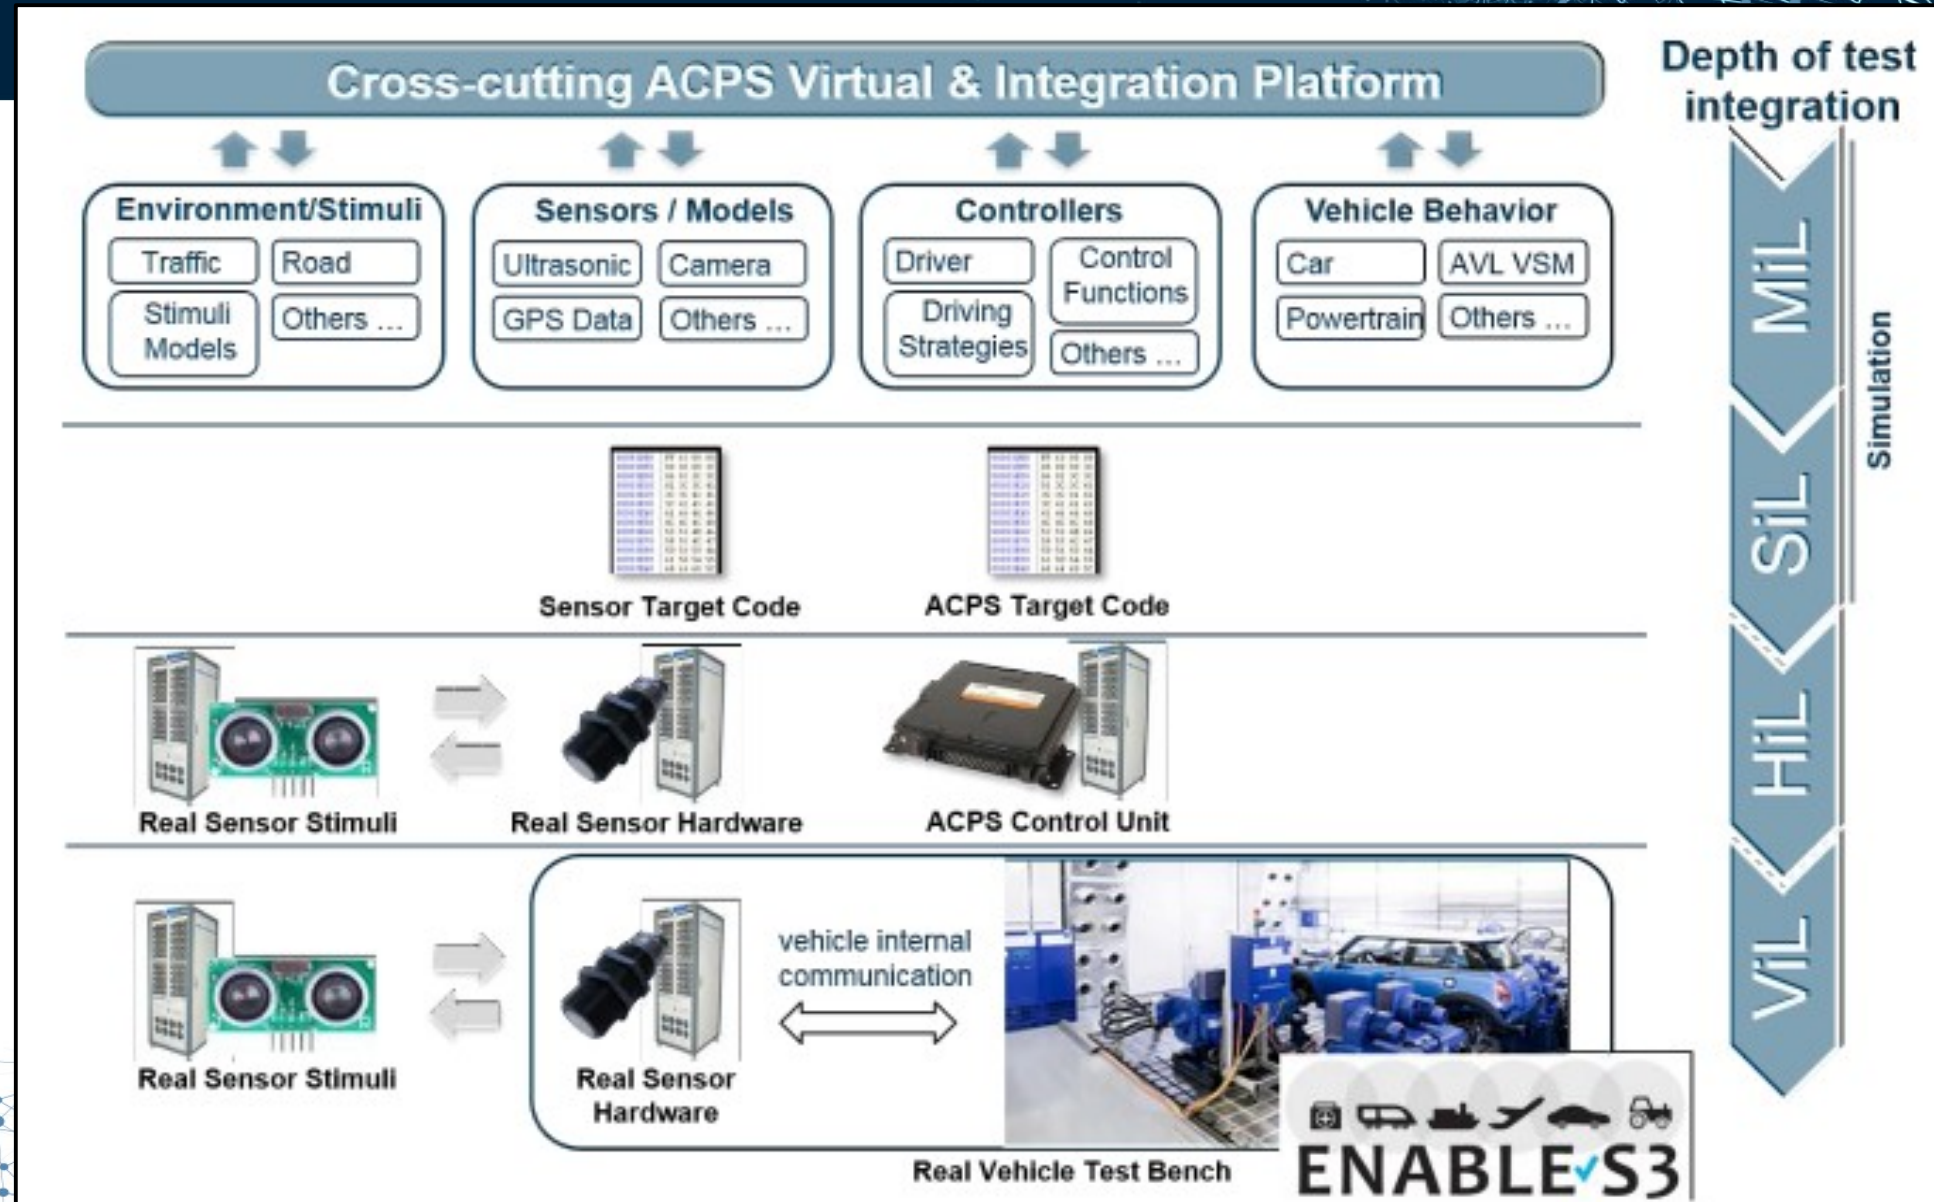 Cross-cutting ACPS Virtual & Integration Platform
Depth of test
integration
Environment/Stimuli
Traffic
Road
Stimuli
Models
Others ...
Sensors / Models
Ultrasonic
Camera
GPS Data
Others ...
Controllers
Driver
Control
Functions
Driving
Strategies
Others ...
Vehicle Behavior
Car
AVL VSM
Powertrain
Others ...
MiL
Simulation
Sensor Target Code
ACPS Target Code
SiL
Real Sensor Stimuli
Real Sensor Hardware
ACPS Control Unit
HiL
vehicle internal
communication
Real Sensor Stimuli
Real Sensor
Hardware
Real Vehicle Test Bench
ViL
ENABLE S3